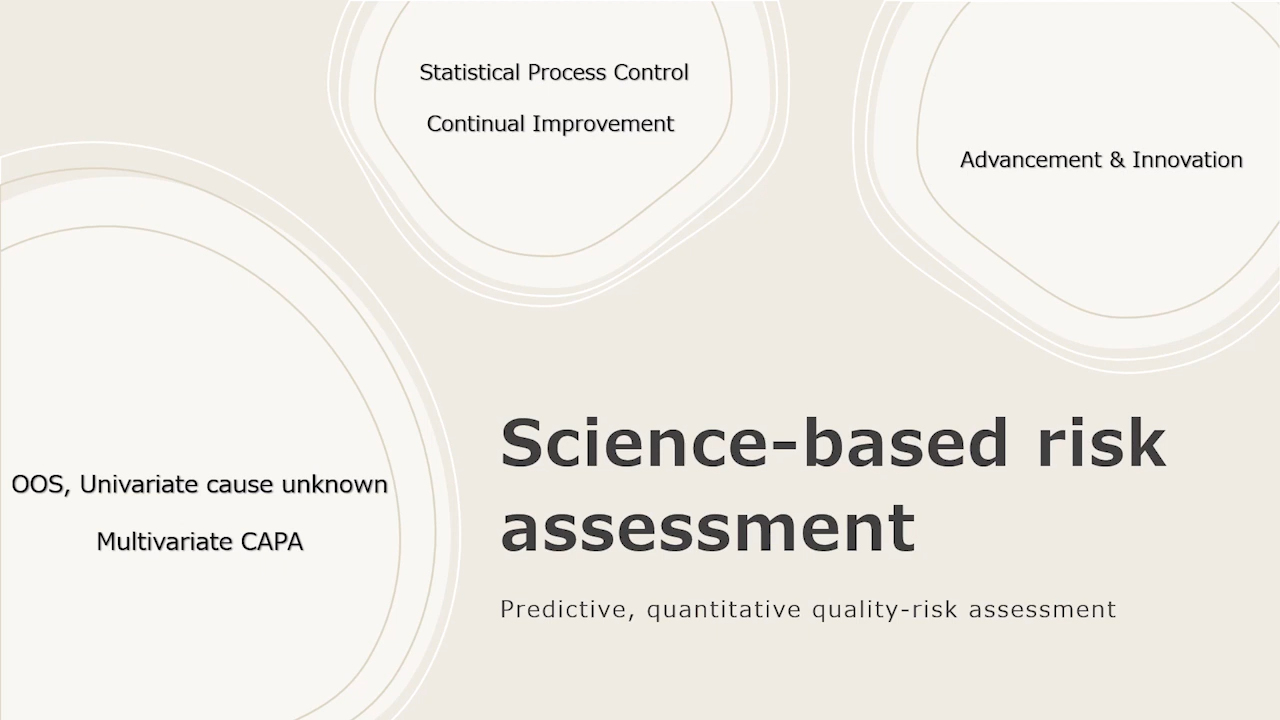 Statistical Process Control
Continual Improvement
Advancement & Innovation
OOS, Univariate cause unknown
Multivariate CAPA
Science-based risk
assessment
Predictive, quantitative quality-risk assessment